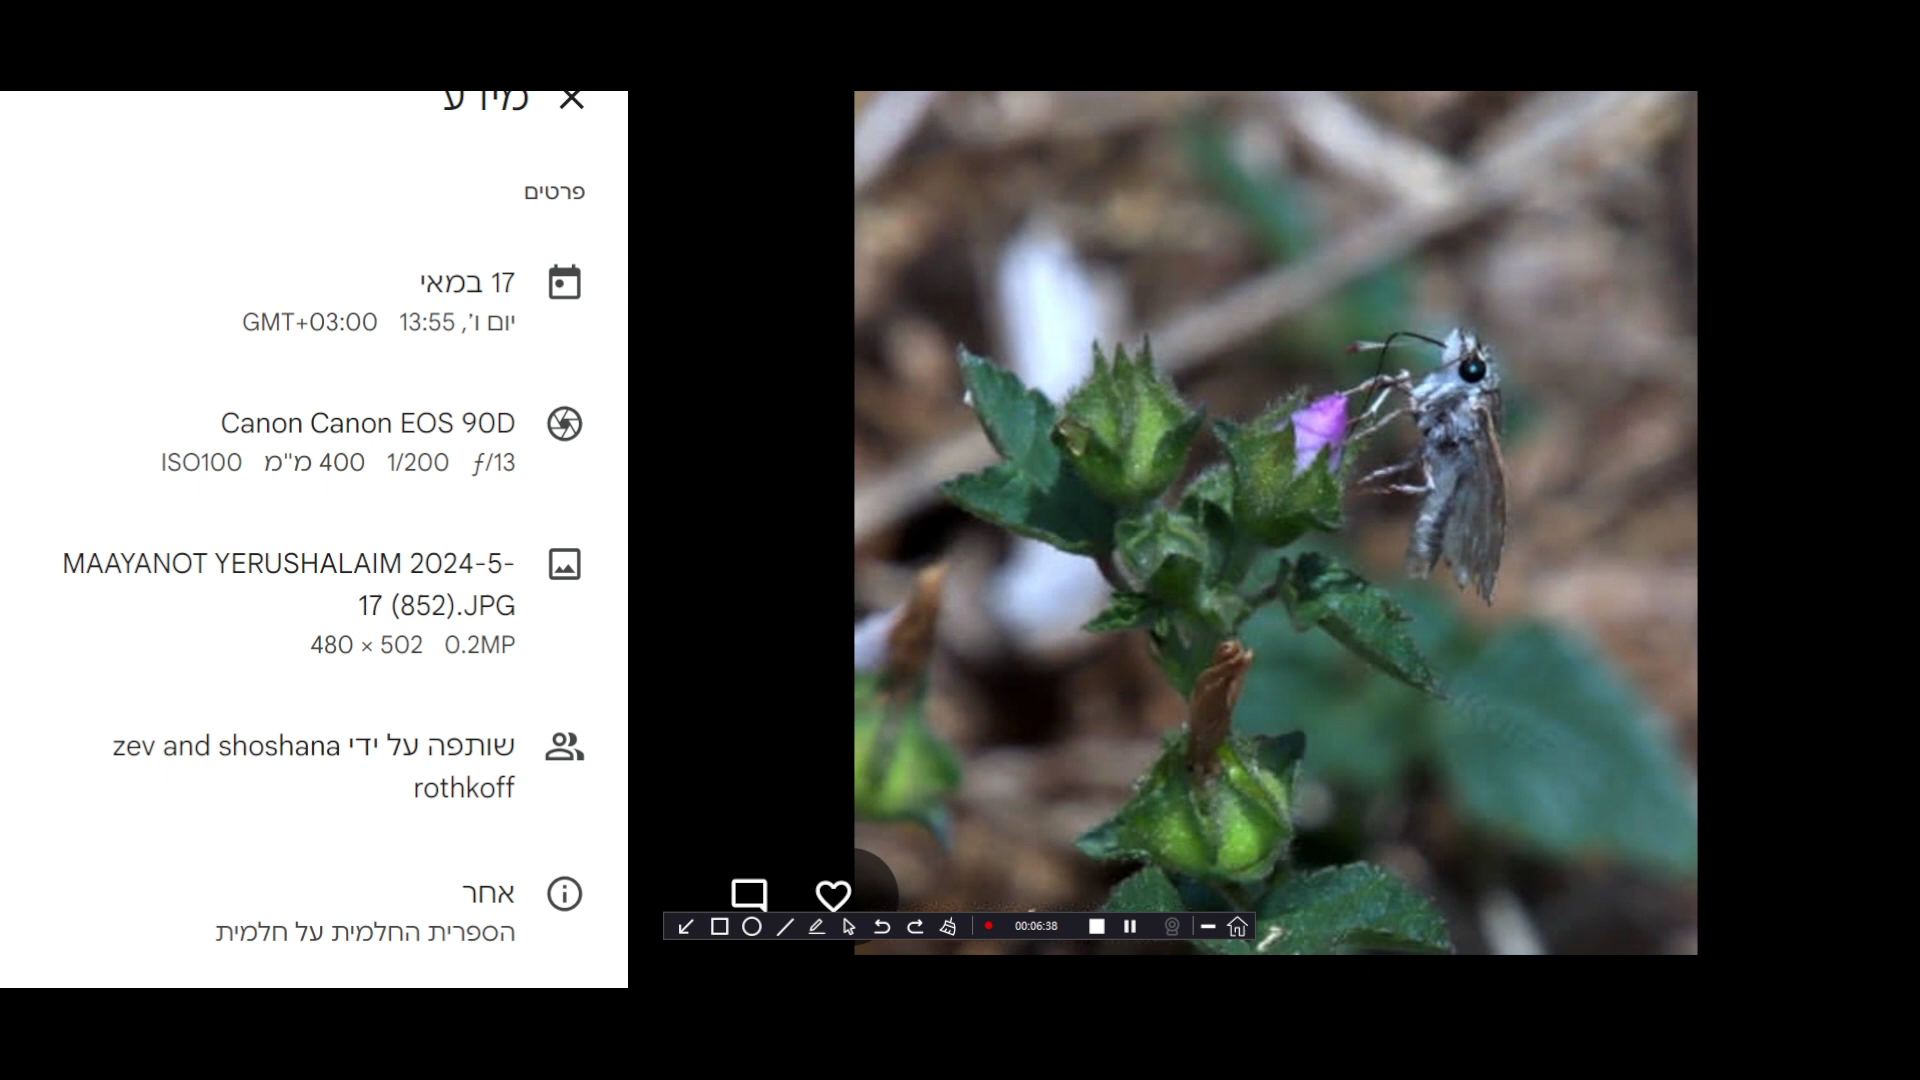 מידע
פרטים
17 במאי
יום ו׳, 13:55 GMT+03:00
Canon Canon EOS 90D
ƒ/13 1/200 400 מ"מ ISO100
MAAYANOT YERUSHALAIM 2024-5-
17 (852).JPG
480 × 502 0.2MP
שותפה על ידי zev and shoshana
rothkoff
אחר
הספרית החלמית על חלמית
00:06:38